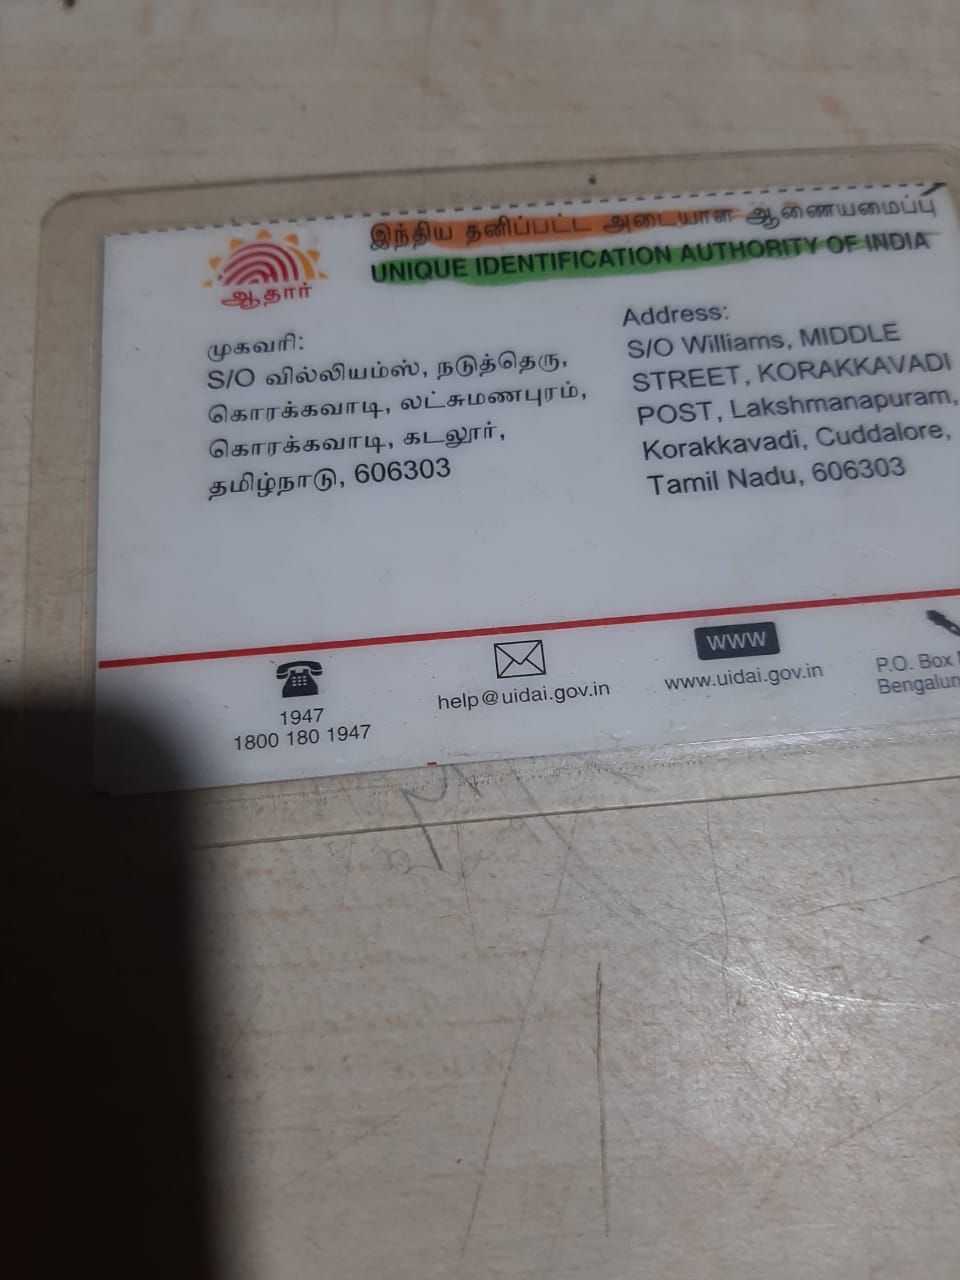 இந்திய தனிப்பட்ட அடையாள ஆணையமைப்பு
UNIQUE IDENTIFICATION AUTHORITY OF INDIA
ஆதார்
முகவரி:
S/O வில்லியம்ஸ், நடுத்தெரு,
கொரக்கவாடி, லட்சுமணபுரம்,
கொரக்கவாடி, கடலூர்,
தமிழ்நாடு, 606303
Address:
S/O Williams, MIDDLE
STREET, KORAKKAVADI
POST, Lakshmanapuram,
Korakkavadi, Cuddalore,
Tamil Nadu, 606303
1947
1800 180 1947
help@uidai.gov.in
WWW
www.uidai.gov.in
P.O. Box